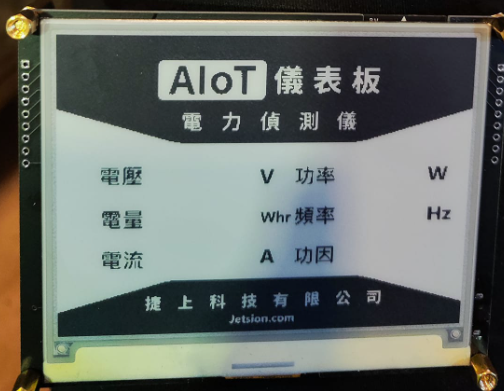 AIoT 儀表板
電力偵測儀
電壓 V 功率 W
電量 Whr 頻率 Hz
電流 A 功因
捷上科技有限公司
Jetsion.com